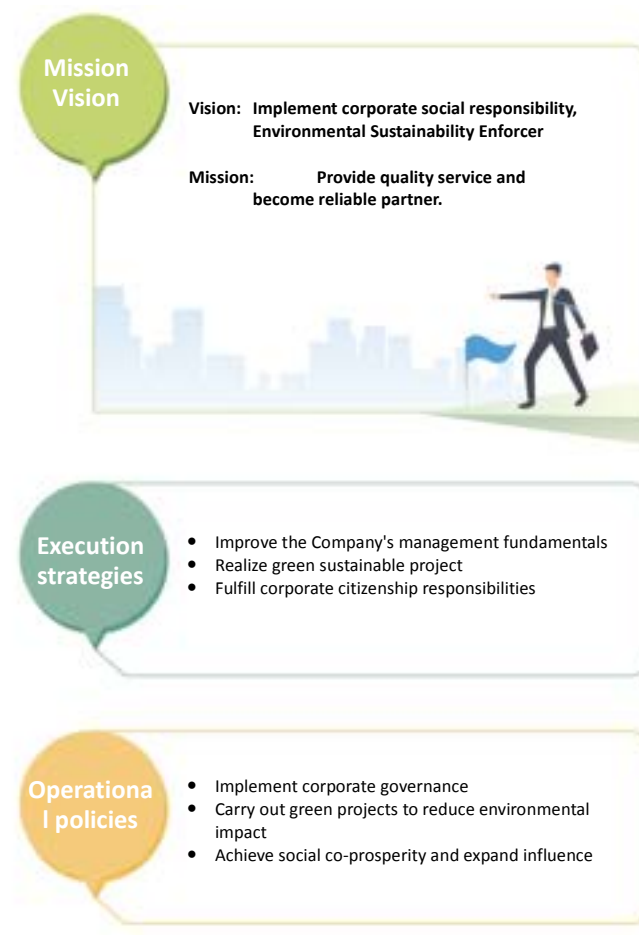 Mission
Vision
Vision: Implement corporate social responsibility,
Environmental Sustainability Enforcer
Mission: Provide quality service and
become reliable partner.
Execution
strategies
• Improve the Company's management fundamentals
• Realize green sustainable project
• Fulfill corporate citizenship responsibilities
Operationa
l policies
• Implement corporate governance
• Carry out green projects to reduce environmental
impact
• Achieve social co-prosperity and expand influence